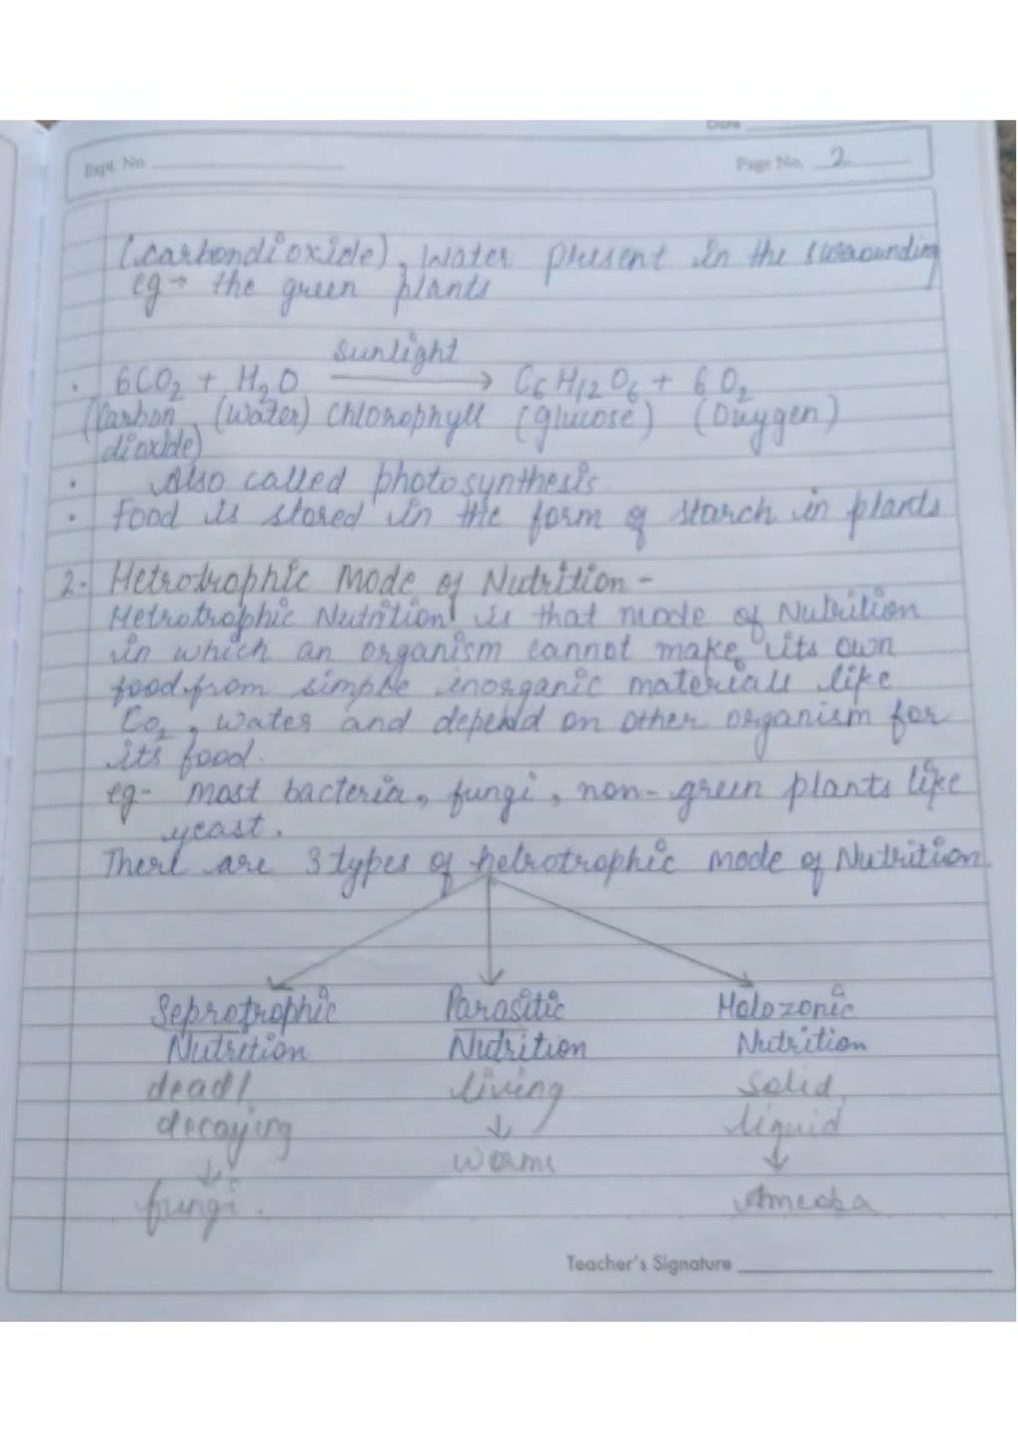 Date
Expt. No.
Page No. 2
(carbondioxide), water present in the surrounding
eg → the green plants
sunlight
. 6CO2 + H2O → C6H12O6 + 6O2
(Carbon (Water) Chlorophyll (glucose) (Oxygen)
dioxide)
. Also called photosynthesis
. Food is stored in the form of starch in plants
2. Hetrotrophic Mode of Nutrition -
Hetrotrophic Nutrition is that mode of Nutrition
in which an organism cannot make its own
food from simple inorganic materials like
Co2, water and depend on other organism for
its food.
eg- most bacteria, fungi, non-green plants like
yeast.
There are 3 types of hetrotrophic mode of Nutrition
Seprotrophic Parasitic Holozonic
Nutrition Nutrition Nutrition
dead/ living solid,
decaying ↓ liquid
↓ worms ↓
fungi. Ameoba
Teacher's Signature